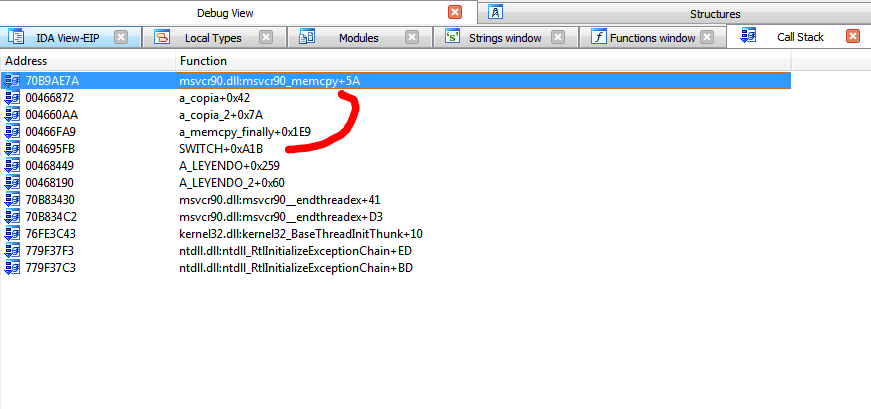 Debug View
Structures
IDA View-EIP
Local Types
Modules
Strings window
Functions window
Call Stack
Address Function
70B9AE7A msvcr90.dll:msvcr90_memcpy+5A
00466872 a_copia+0x42
004660AA a_copia_2+0x7A
00466FA9 a_memcpy_finally+0x1E9
004695FB SWITCH+0xA1B
00468449 A_LEYENDO+0x259
00468190 A_LEYENDO_2+0x60
70B83430 msvcr90.dll:msvcr90__endthreadex+41
70B834C2 msvcr90.dll:msvcr90__endthreadex+D3
76FE3C43 kernel32.dll:kernel32_BaseThreadInitThunk+10
779F37F3 ntdll.dll:ntdll_RtlInitializeExceptionChain+ED
779F37C3 ntdll.dll:ntdll_RtlInitializeExceptionChain+BD